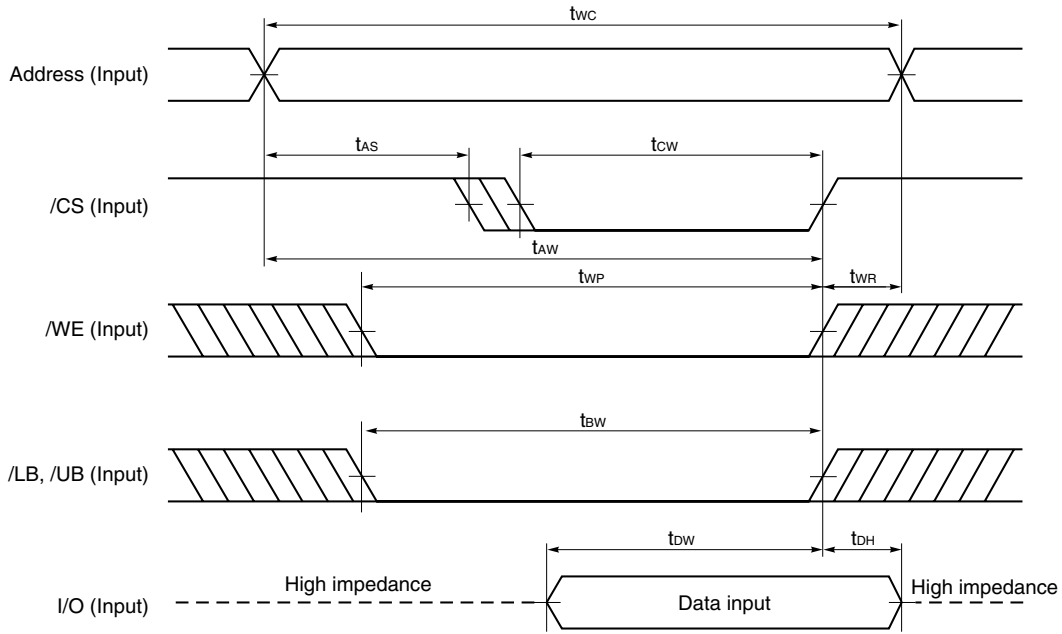 tWC
Address (Input)
tAS
tCW
/CS (Input)
tAW
tWP
tWR
/WE (Input)
tBW
/LB, /UB (Input)
tDW
tDH
I/O (Input)
High impedance
Data input
High impedance